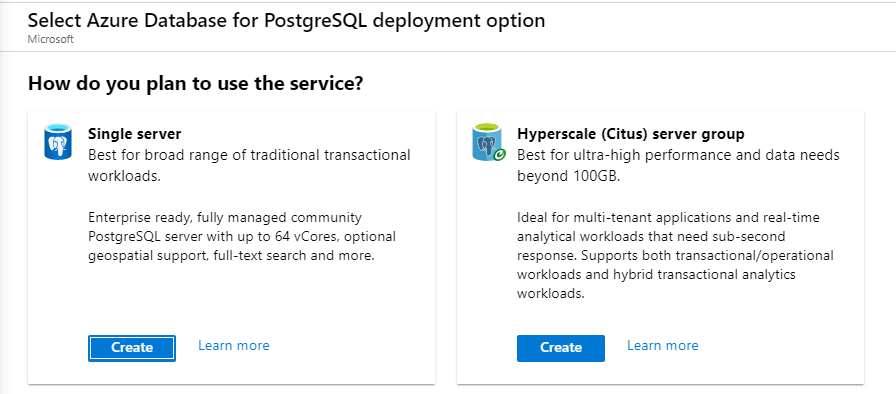 Select Azure Database for PostgreSQL deployment option
Microsoft
How do you plan to use the service?
Single server
Best for broad range of traditional transactional
workloads.
Enterprise ready, fully managed community
PostgreSQL server with up to 64 vCores, optional
geospatial support, full-text search and more.
Create
Learn more
Hyperscale (Citus) server group
Best for ultra-high performance and data needs
beyond 100GB.
Ideal for multi-tenant applications and real-time
analytical workloads that need sub-second
response. Supports both transactional/operational
workloads and hybrid transactional analytics
workloads.
Create
Learn more